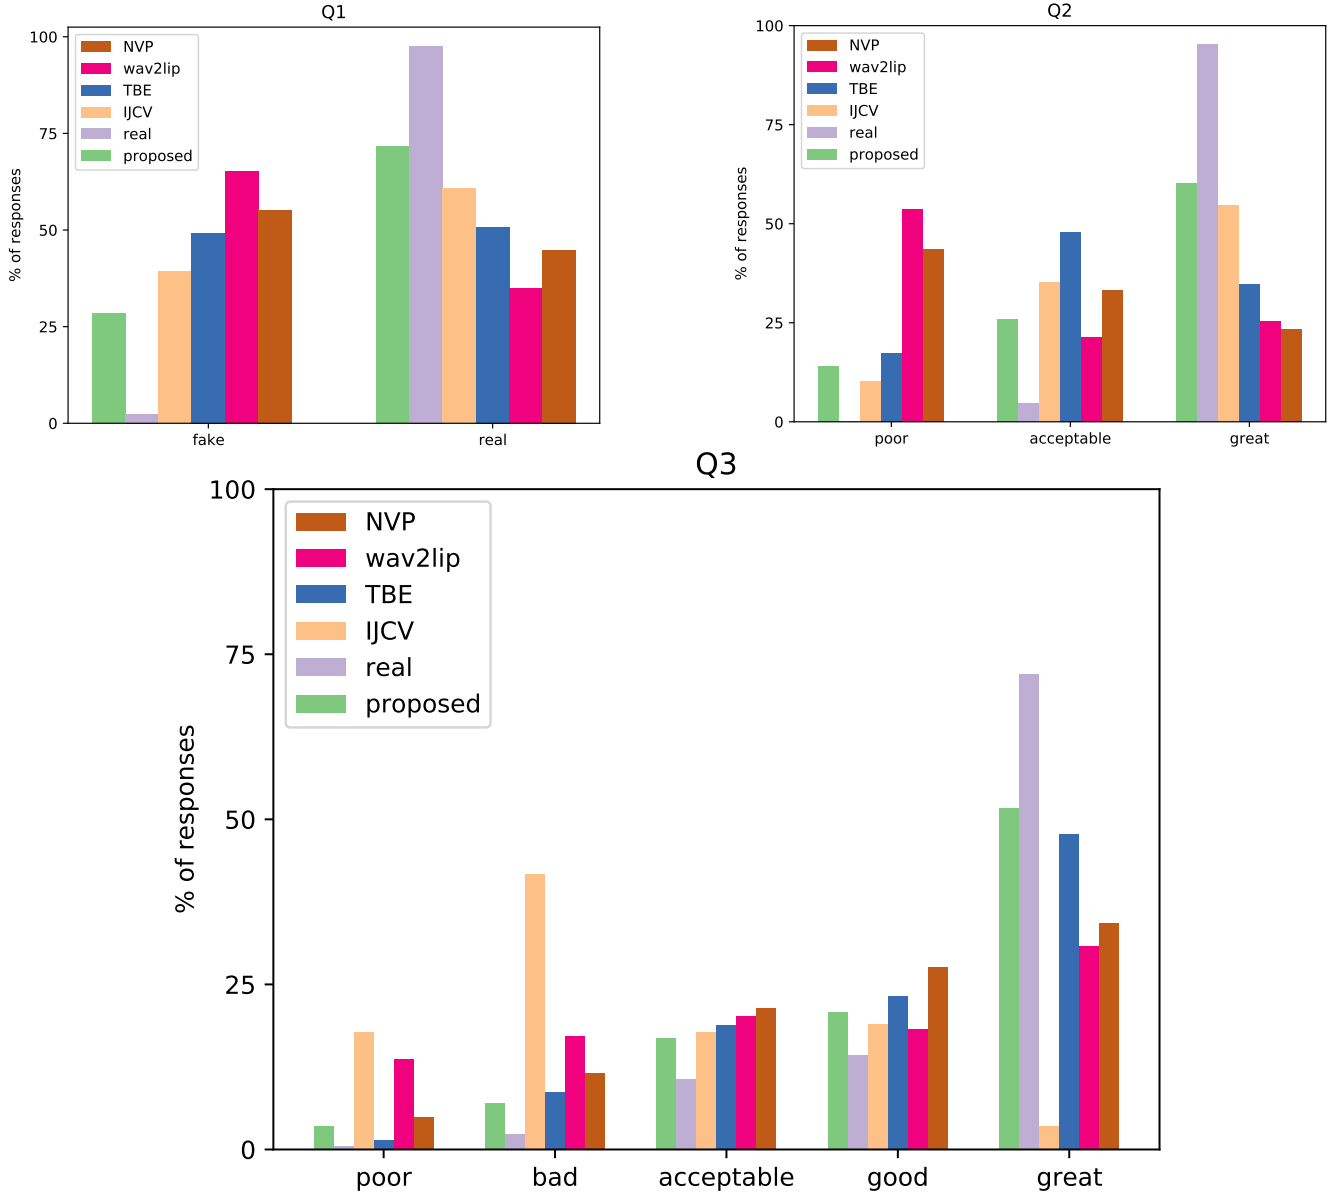 Q1
100
75
50
25
0
% of responses
NVP
wav2lip
TBE
IJCV
real
proposed
fake
real
Q2
100
75
50
25
0
% of responses
NVP
wav2lip
TBE
IJCV
real
proposed
poor
acceptable
great
Q3
100
75
50
25
0
% of responses
NVP
wav2lip
TBE
IJCV
real
proposed
poor
bad
acceptable
good
great